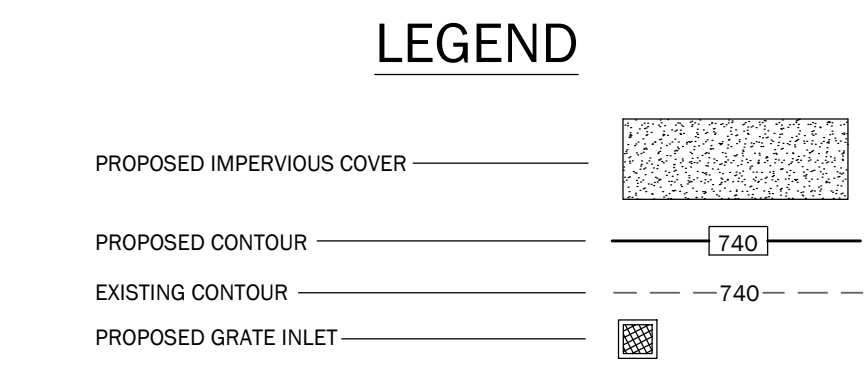 LEGEND
PROPOSED IMPERVIOUS COVER
PROPOSED CONTOUR 740
EXISTING CONTOUR 740
PROPOSED GRATE INLET